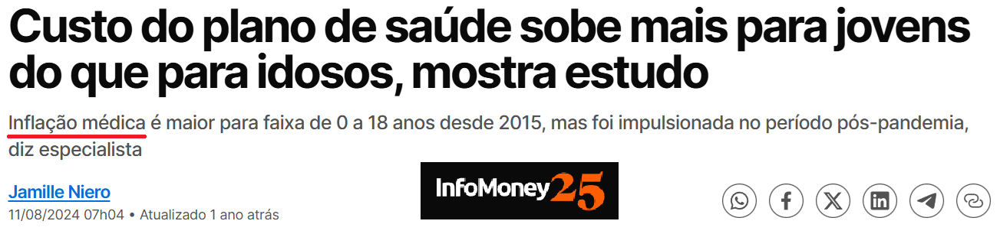 Custo do plano de saúde sobe mais para jovens
do que para idosos, mostra estudo
Inflação médica é maior para faixa de 0 a 18 anos desde 2015, mas foi impulsionada no período pós-pandemia,
diz especialista
Jamille Niero
InfoMoney 25
11/08/2024 07h04 • Atualizado 1 ano atrás